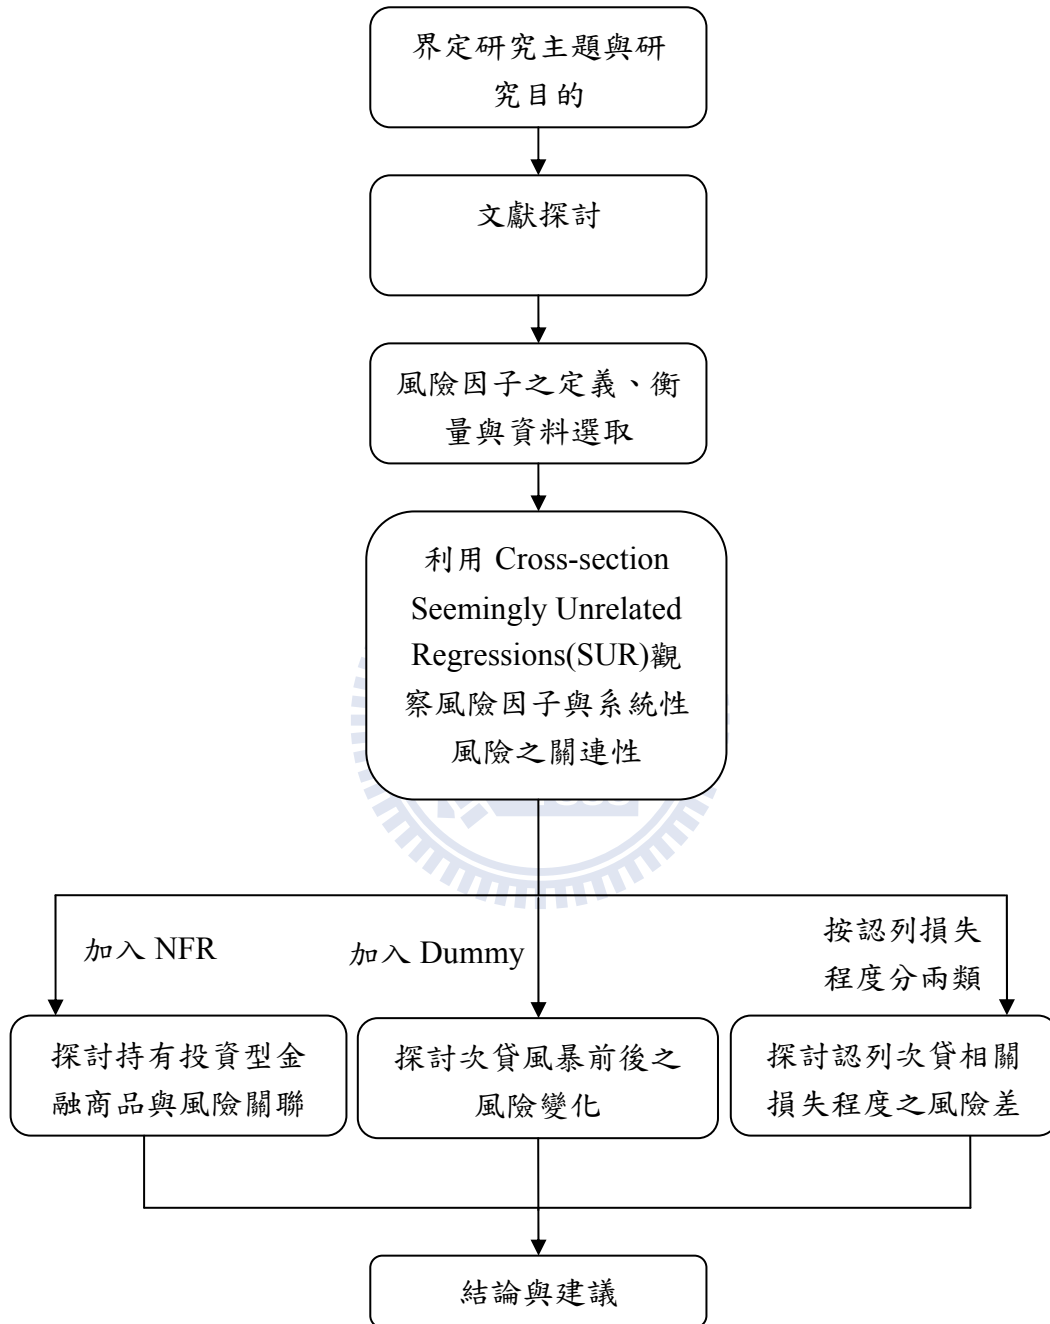 界定研究主題與研
究目的
文獻探討
風險因子之定義、衡
量與資料選取
利用 Cross-section
Seemingly Unrelated
Regressions(SUR)觀
察風險因子與系統性
風險之關連性
加入 NFR
加入 Dummy
按認列損失
程度分兩類
探討持有投資型金
融商品與風險關聯
探討次貸風暴前後之
風險變化
探討認列次貸相關
損失程度之風險差
結論與建議